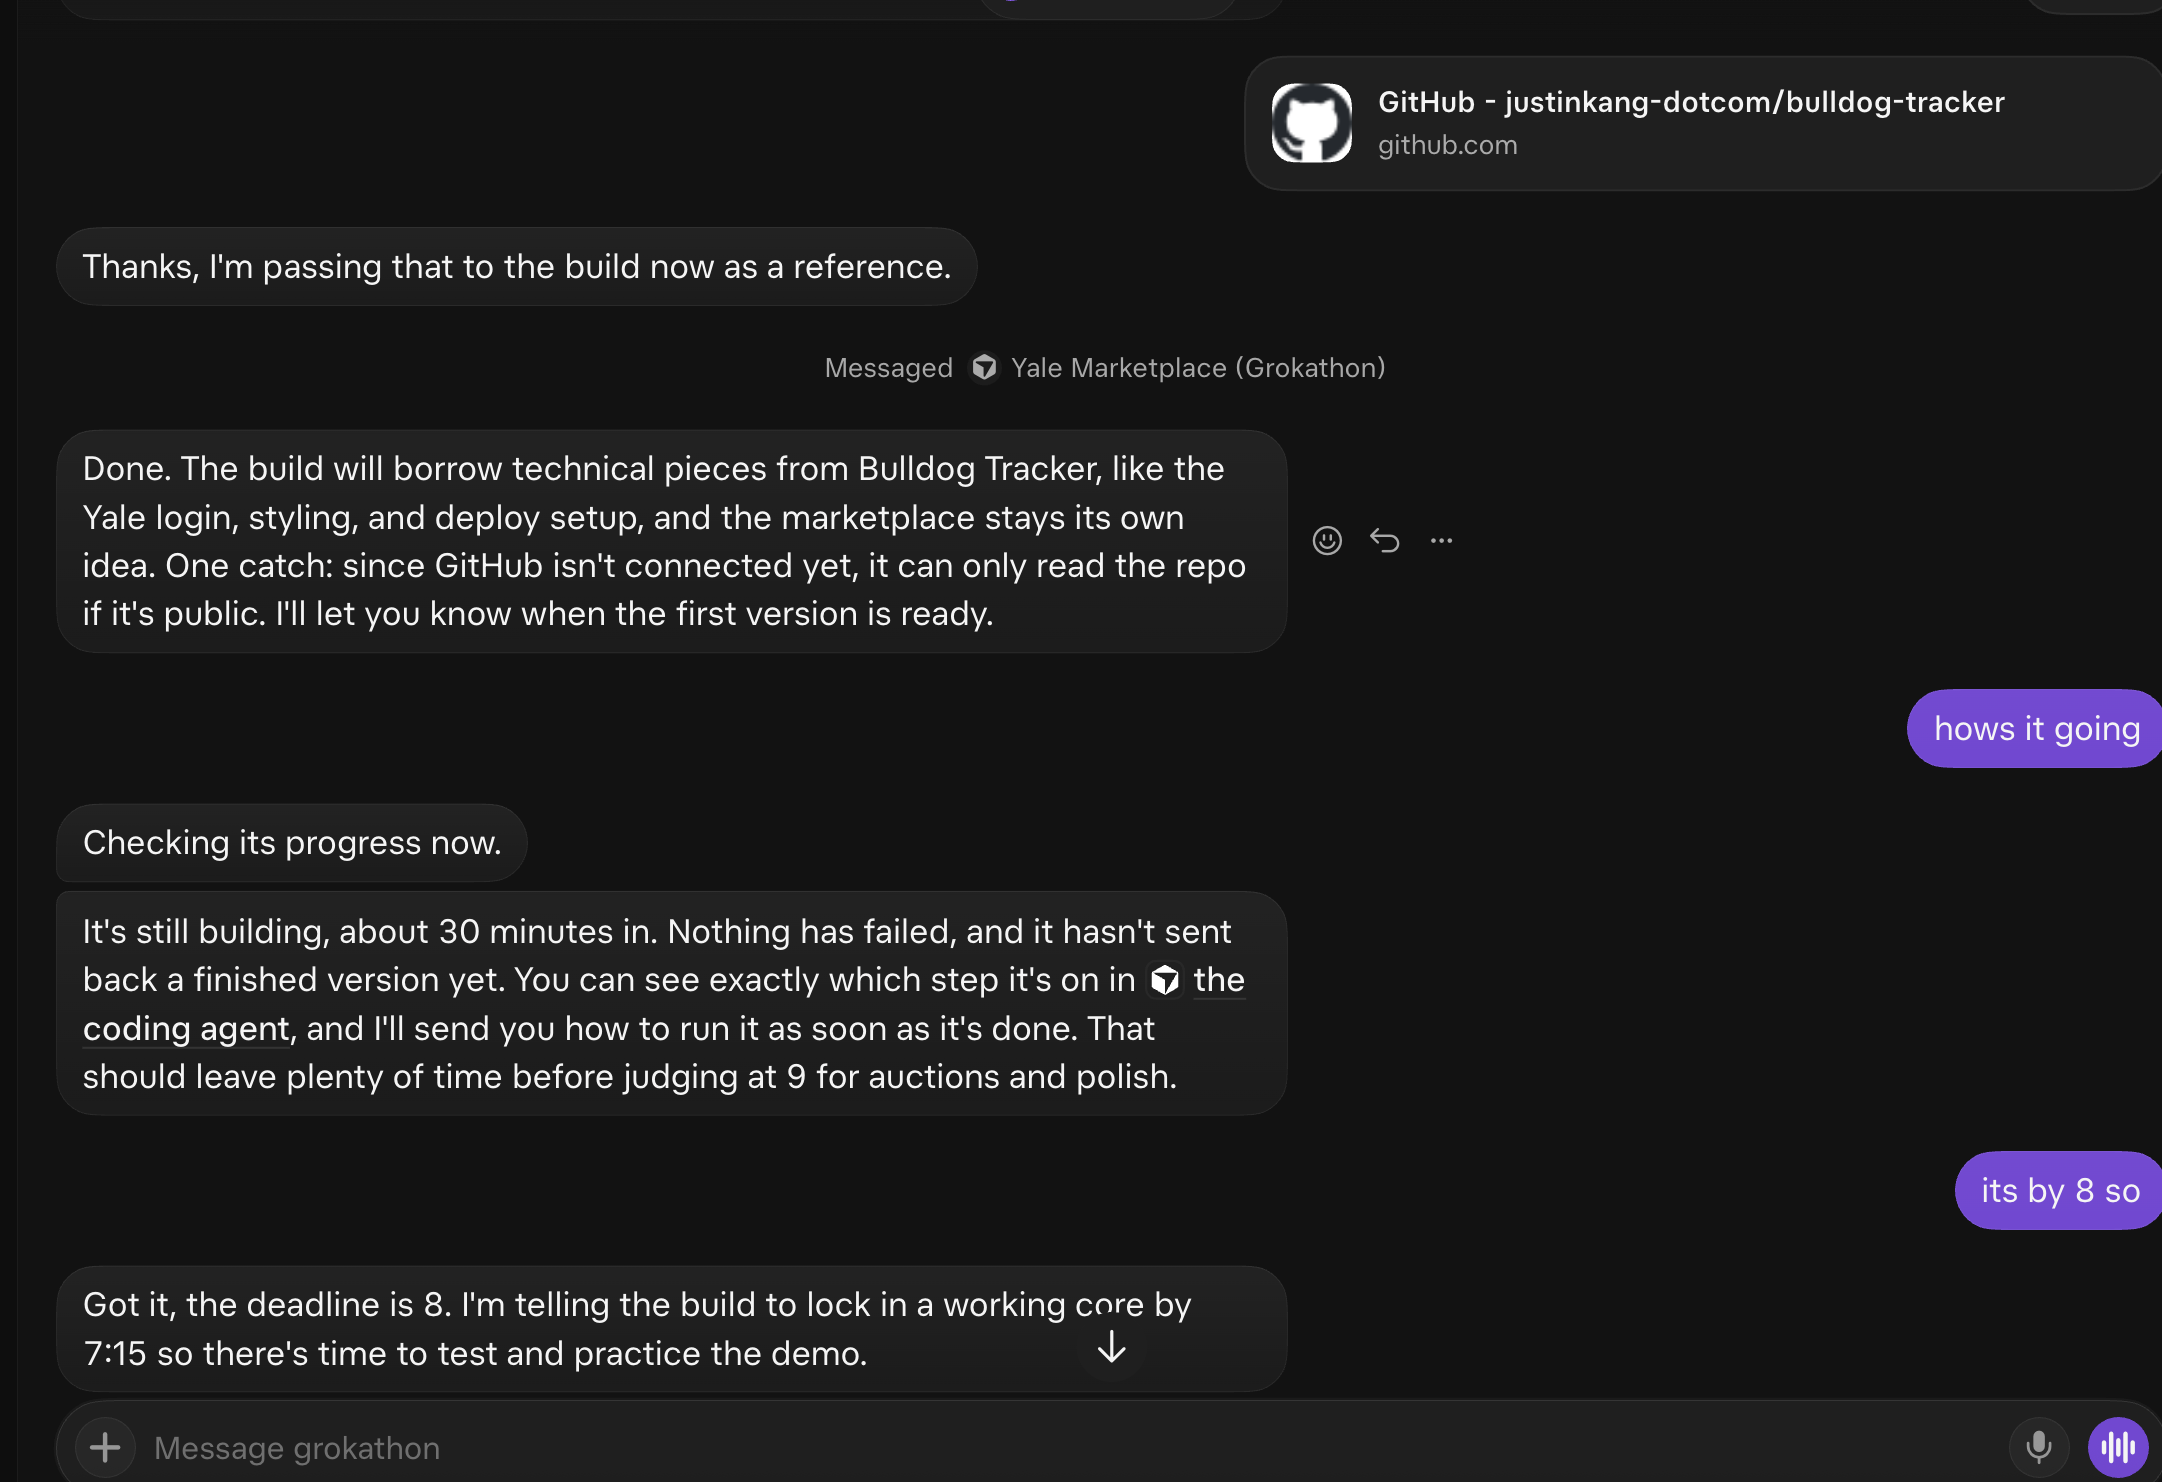 GitHub - justinkang-dotcom/bulldog-tracker
github.com
Thanks, I'm passing that to the build now as a reference.
Messaged Yale Marketplace (Grokathon)
Done. The build will borrow technical pieces from Bulldog Tracker, like the
Yale login, styling, and deploy setup, and the marketplace stays its own
idea. One catch: since GitHub isn't connected yet, it can only read the repo
if it's public. I'll let you know when the first version is ready.
hows it going
Checking its progress now.
It's still building, about 30 minutes in. Nothing has failed, and it hasn't sent
back a finished version yet. You can see exactly which step it's on in the
coding agent, and I'll send you how to run it as soon as it's done. That
should leave plenty of time before judging at 9 for auctions and polish.
its by 8 so
Got it, the deadline is 8. I'm telling the build to lock in a working core by
7:15 so there's time to test and practice the demo.
Message grokathon